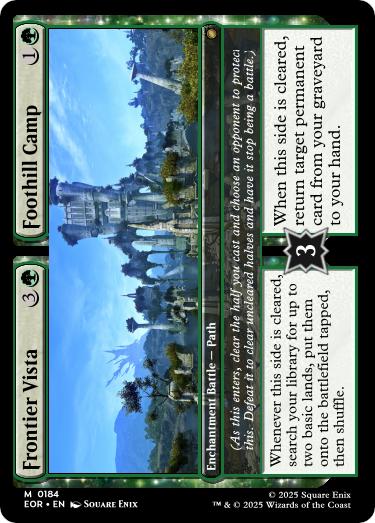 Frontier Vista 3
Foothill Camp 1
Enchantment Battle — Path
(As this enters, clear the half you cast and choose an opponent to protect
this. Defeat it to clear uncleared halves and have it stop being a battle.)
Whenever this side is cleared,
search your library for up to
two basic lands, put them
onto the battlefield tapped,
then shuffle.
3
When this side is cleared,
return target permanent
card from your graveyard
to your hand.
M 0184
EOR • EN SQUARE ENIX
© 2025 Square Enix
™ & © 2025 Wizards of the Coast